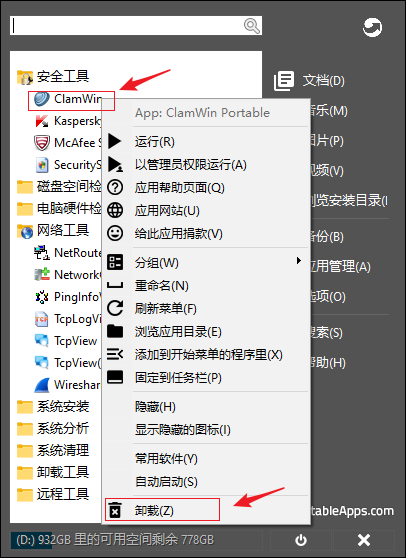 安全工具
ClamWin
Kaspersky
McAfee S
SecurityS
磁盘空间检
电脑硬件检
网络工具
NetRoute
Network
PingInfoV
TcpLogVi
TcpView
TcpView(
Wireshar
系统安装
系统分析
系统清理
卸载工具
远程工具
App: ClamWin Portable
运行(R)
以管理员权限运行(A)
应用帮助页面(Q)
应用网站(U)
给此应用捐款(V)
分组(W)
重命名(N)
刷新菜单(F)
浏览应用目录(E)
添加到开始菜单的程序里(X)
固定到任务栏(P)
隐藏(H)
显示隐藏的图标(I)
常用软件(Y)
自动启动(S)
卸载(Z)
文档(D)
音乐(M)
图片(P)
视频(V)
浏览安装目录(
备份(B)
应用管理(A)
选项(O)
搜索(S)
帮助(H)
tableApps.com
(D:) 932GB 里的可用空间剩余 778GB